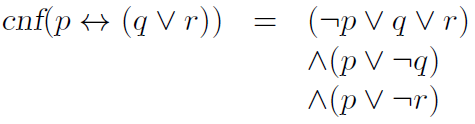 cnf(p ↔ (q ∨ r)) = (¬p ∨ q ∨ r)
∧(p ∨ ¬q)
∧(p ∨ ¬r)